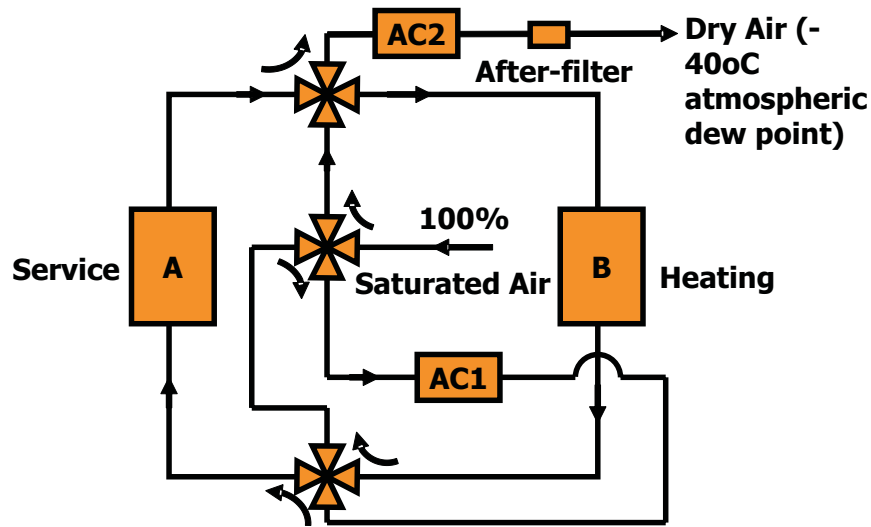 AC2
Dry Air (-
40oC
atmospheric
dew point)
After-filter
100%
Service
A
Saturated Air
B
Heating
AC1